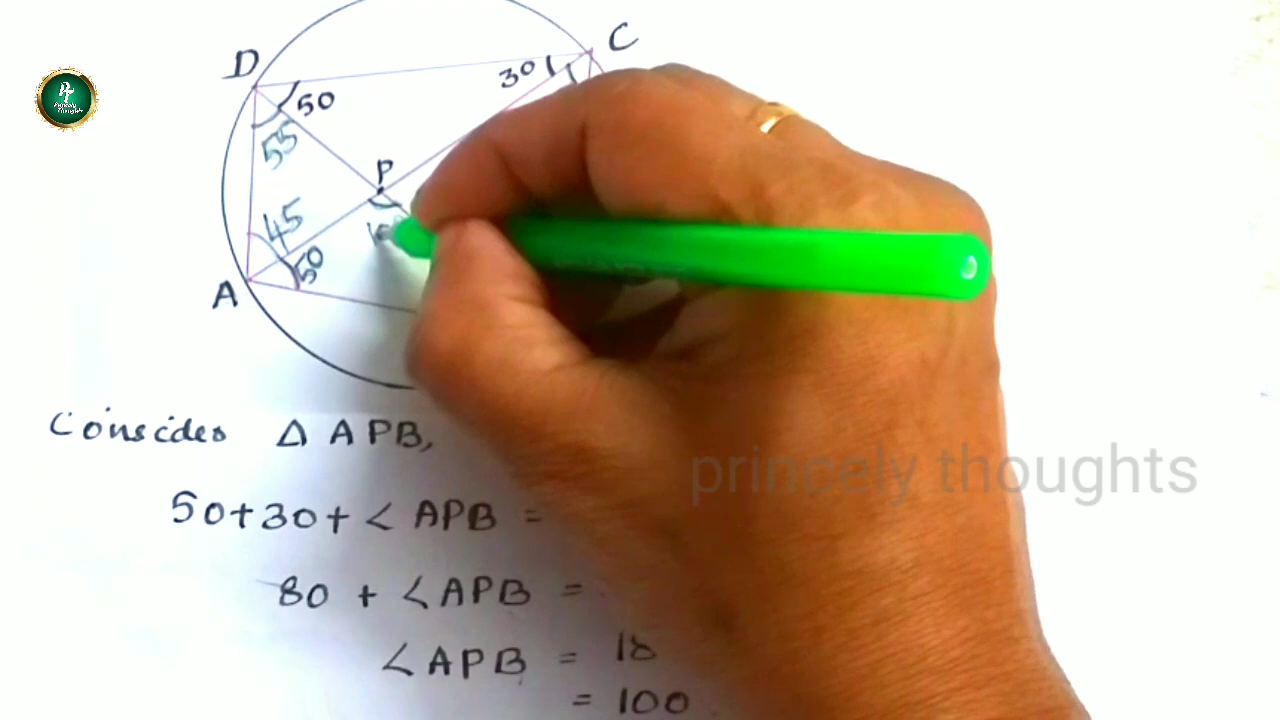 C
D
30
50
55
P
45
50
A
Consider Δ APB,
princely thoughts
50+30+ < APB =
80 + < APB =
< APB = 18
= 100